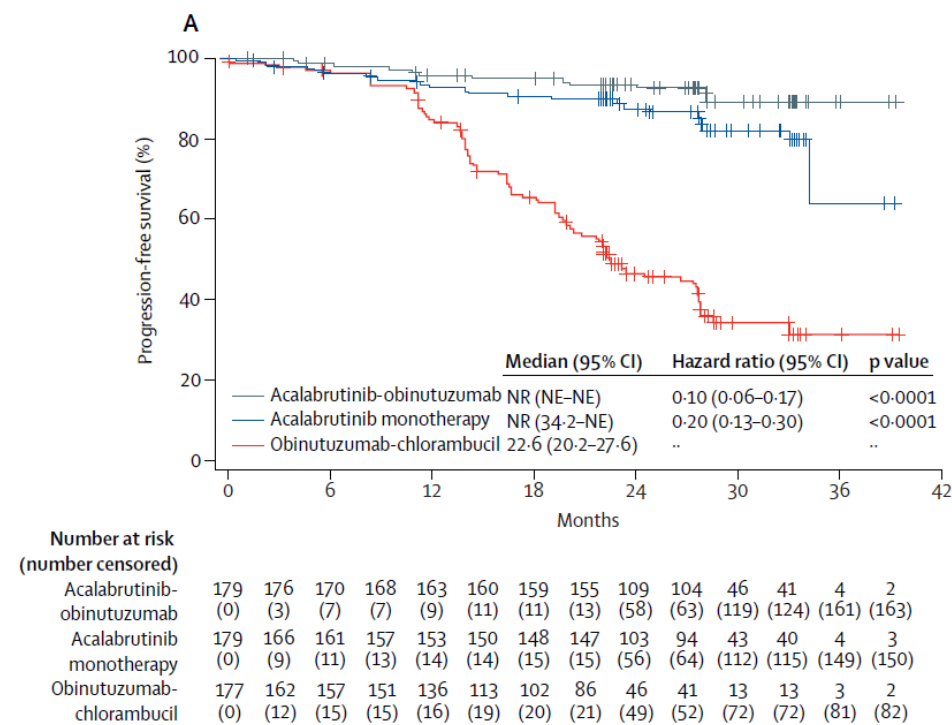 A
100
80
60
40
20
0
Progression-free survival (%)
Median (95% CI) Hazard ratio (95% CI) p value
Acalabrutinib-obinutuzumab NR (NE–NE) 0·10 (0·06–0·17) <0·0001
Acalabrutinib monotherapy NR (34·2–NE) 0·20 (0·13–0·30) <0·0001
Obinutuzumab-chlorambucil 22·6 (20·2–27·6) ·· ··
0 6 12 18 24 30 36 42
Months
Number at risk
(number censored)
Acalabrutinib- 179 176 170 168 163 160 159 155 109 104 46 41 4 2
obinutuzumab (0) (3) (7) (7) (9) (11) (11) (13) (58) (63) (119) (124) (161) (163)
Acalabrutinib 179 166 161 157 153 150 148 147 103 94 43 40 4 3
monotherapy (0) (9) (11) (13) (14) (14) (15) (15) (56) (64) (112) (115) (149) (150)
Obinutuzumab- 177 162 157 151 136 113 102 86 46 41 13 13 3 2
chlorambucil (0) (12) (15) (15) (16) (19) (20) (21) (49) (52) (72) (72) (81) (82)